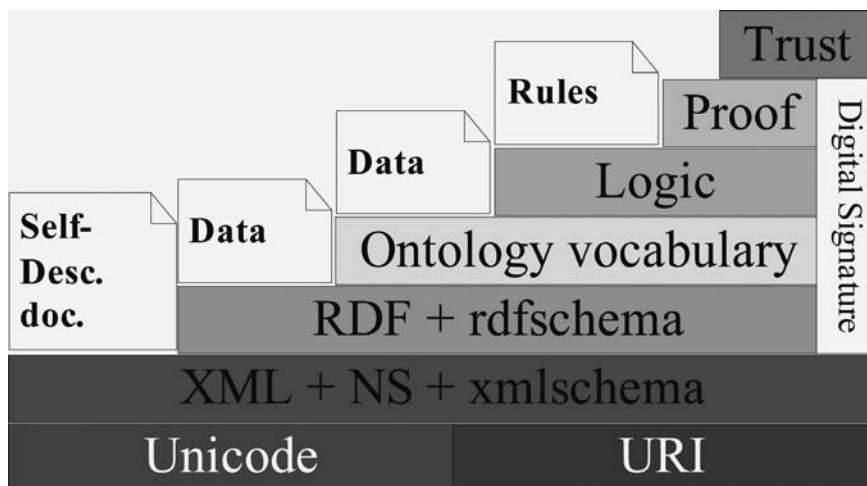 Trust
Rules
Proof
Digital Signature
Data
Logic
Self-
Desc.
doc.
Data
Ontology vocabulary
RDF + rdfschema
XML + NS + xmlschema
Unicode
URI